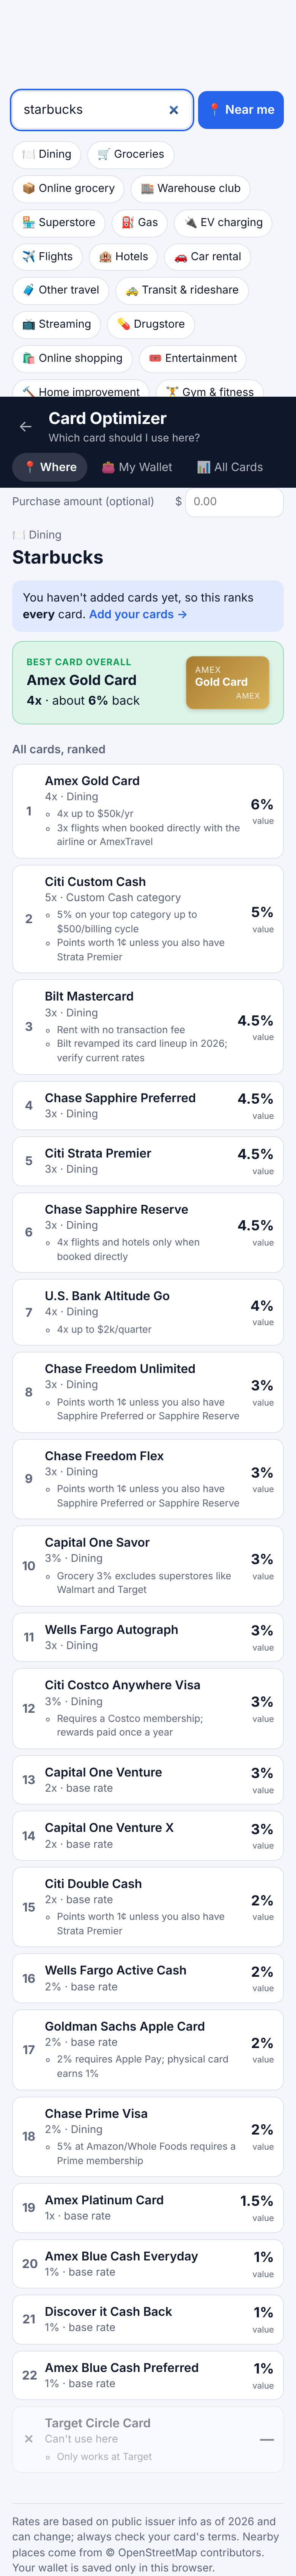 starbucks ✕
📍 Near me
🍽️ Dining 🛒 Groceries
📦 Online grocery 🏬 Warehouse club
🏪 Superstore ⛽ Gas 🔌 EV charging
✈️ Flights 🏨 Hotels 🚗 Car rental
🧳 Other travel 🚕 Transit & rideshare
📺 Streaming 💊 Drugstore
🛍️ Online shopping 🎟️ Entertainment
🔨 Home improvement 🏋️ Gym & fitness
← Card Optimizer
Which card should I use here?
📍 Where 👛 My Wallet 📊 All Cards
Purchase amount (optional) $ 0.00
🍽️ Dining
Starbucks
You haven't added cards yet, so this ranks
every card. Add your cards →
BEST CARD OVERALL
Amex Gold Card
4x · about 6% back
AMEX
Gold Card
AMEX
All cards, ranked
1
Amex Gold Card
4x · Dining
◦ 4x up to $50k/yr
◦ 3x flights when booked directly with the
airline or AmexTravel
6%
value
2
Citi Custom Cash
5x · Custom Cash category
◦ 5% on your top category up to
$500/billing cycle
◦ Points worth 1¢ unless you also have
Strata Premier
5%
value
3
Bilt Mastercard
3x · Dining
◦ Rent with no transaction fee
◦ Bilt revamped its card lineup in 2026;
verify current rates
4.5%
value
4
Chase Sapphire Preferred
3x · Dining
4.5%
value
5
Citi Strata Premier
3x · Dining
4.5%
value
6
Chase Sapphire Reserve
3x · Dining
◦ 4x flights and hotels only when
booked directly
4.5%
value
7
U.S. Bank Altitude Go
4x · Dining
◦ 4x up to $2k/quarter
4%
value
8
Chase Freedom Unlimited
3x · Dining
◦ Points worth 1¢ unless you also have
Sapphire Preferred or Sapphire Reserve
3%
value
9
Chase Freedom Flex
3x · Dining
◦ Points worth 1¢ unless you also have
Sapphire Preferred or Sapphire Reserve
3%
value
10
Capital One Savor
3% · Dining
◦ Grocery 3% excludes superstores like
Walmart and Target
3%
value
11
Wells Fargo Autograph
3x · Dining
3%
value
12
Citi Costco Anywhere Visa
3% · Dining
◦ Requires a Costco membership;
rewards paid once a year
3%
value
13
Capital One Venture
2x · base rate
3%
value
14
Capital One Venture X
2x · base rate
3%
value
15
Citi Double Cash
2x · base rate
◦ Points worth 1¢ unless you also have
Strata Premier
2%
value
16
Wells Fargo Active Cash
2% · base rate
2%
value
17
Goldman Sachs Apple Card
2% · base rate
◦ 2% requires Apple Pay; physical card
earns 1%
2%
value
18
Chase Prime Visa
2% · Dining
◦ 5% at Amazon/Whole Foods requires a
Prime membership
2%
value
19
Amex Platinum Card
1x · base rate
1.5%
value
20
Amex Blue Cash Everyday
1% · base rate
1%
value
21
Discover it Cash Back
1% · base rate
1%
value
22
Amex Blue Cash Preferred
1% · base rate
1%
value
✕
Target Circle Card
Can't use here
◦ Only works at Target
—
Rates are based on public issuer info as of 2026 and
can change; always check your card's terms. Nearby
places come from © OpenStreetMap contributors.
Your wallet is saved only in this browser.